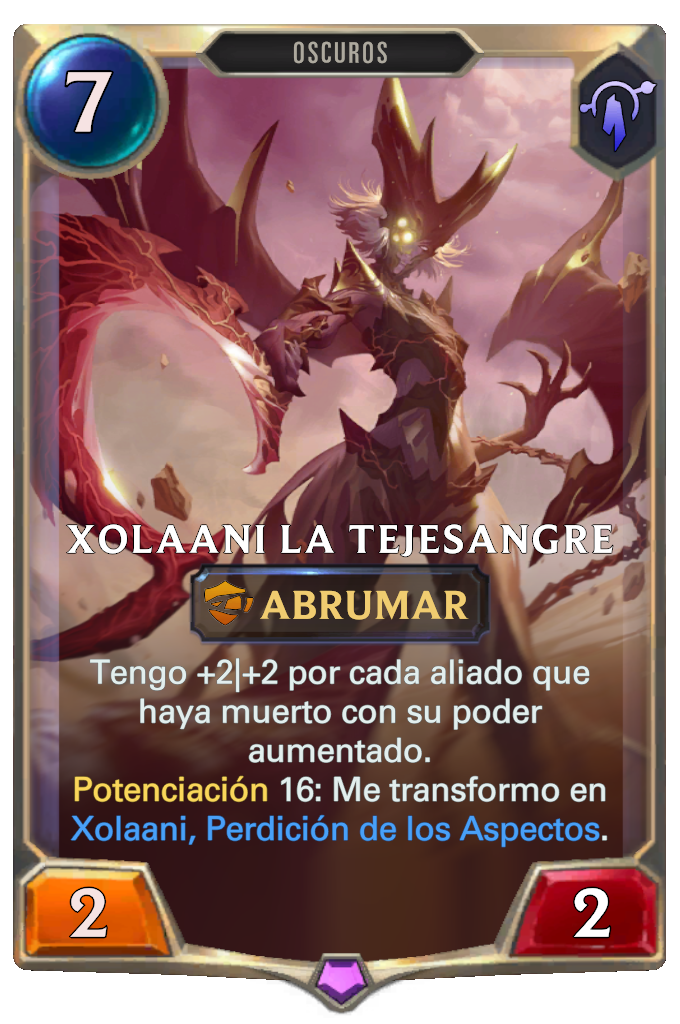 OSCUROS
7
XOLAANI LA TEJESANGRE
ABRUMAR
Tengo +2|+2 por cada aliado que
haya muerto con su poder
aumentado.
Potenciación 16: Me transformo en
Xolaani, Perdición de los Aspectos.
2
2